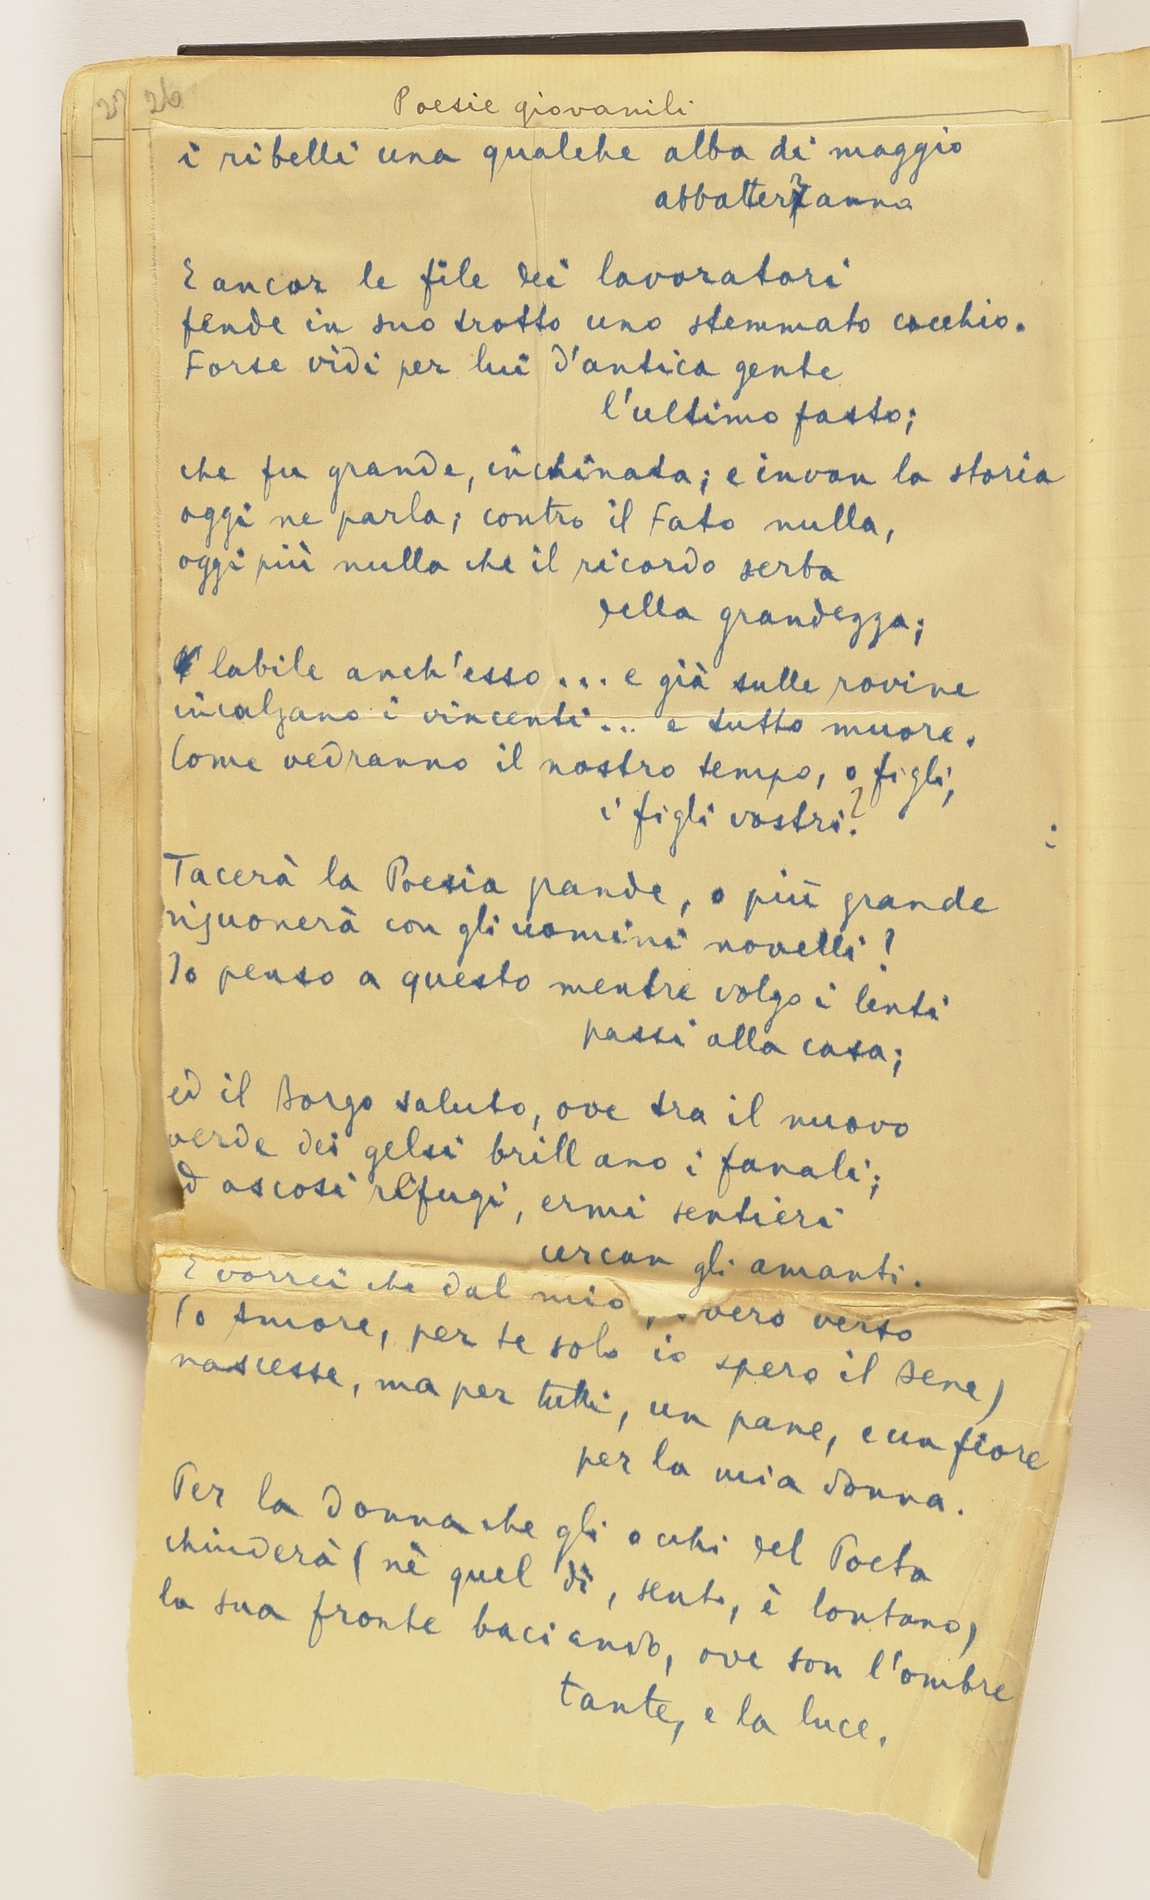 27 26
Poesie giovanili
i ribelli una qualche alba di maggio
abbatteranno
E ancor le file dei lavoratori
fende in suo trotto uno stemmato cocchio.
Forse vidi per lui d'antica gente
l'ultimo fasto;
che fu grande, inchinata; e invan la storia
oggi ne parla; contro il Fato nulla,
oggi più nulla che il ricordo serba
della grandezza;
labile anch'esso... e già sulle rovine
incalzano i vincenti... e tutto muore.
Come vedranno il nostro tempo, o figli,
i figli vostri?
Tacerà la Poesia grande, o più grande
risuonerà con gli uomini novelli?
Io penso a questo mentre volgo i lenti
passi alla casa;
ed il Borgo saluto, ove tra il nuovo
verde dei gelsi brillano i fanali;
ed ascosi rifugi, ermi sentieri
cercan gli amanti.
E vorrei che dal mio povero verso
(o Amore, per te solo io spero il Bene)
nascesse, ma per tutti, un pane, e un fiore
per la mia donna.
Per la donna che gli occhi del Poeta
chiuderà (nè quel dì, sento, è lontano)
la sua fronte baciando, ove son l'ombre
tante, e la luce.